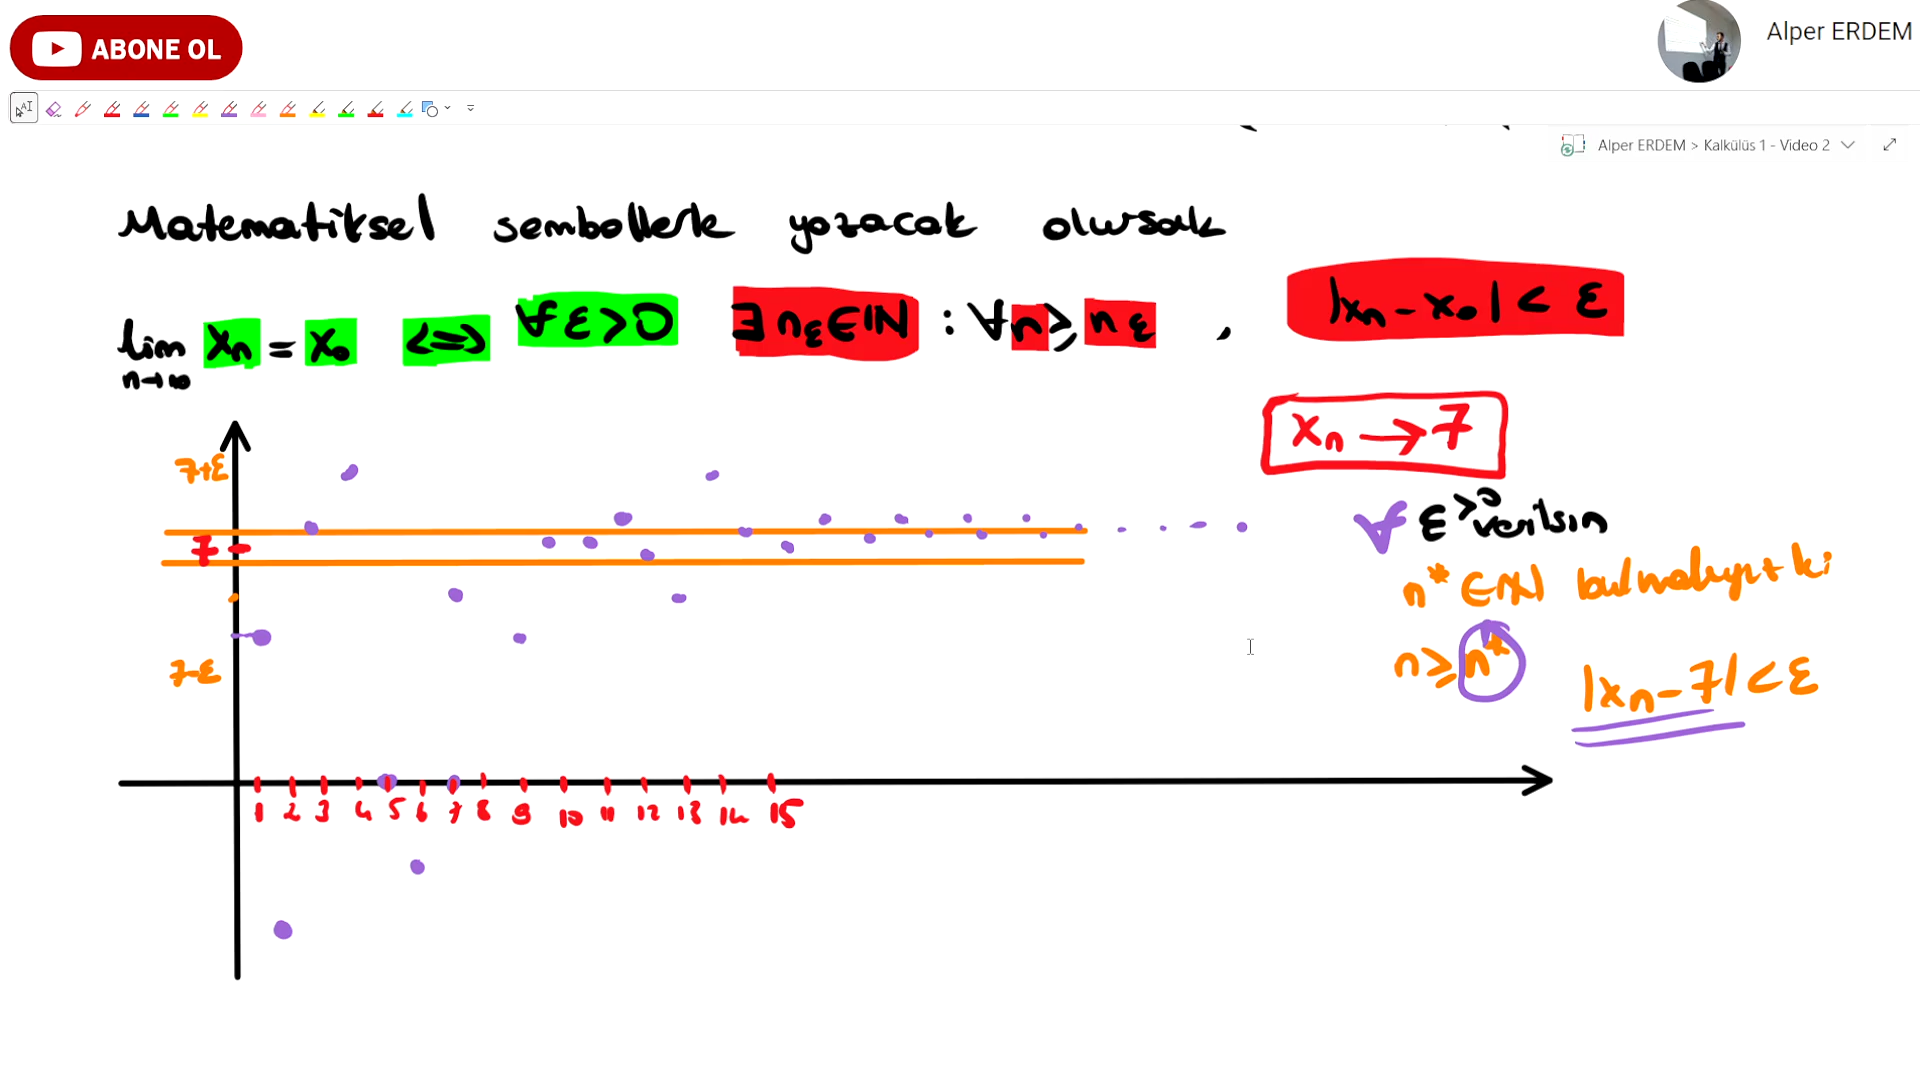 ABONE OL
Alper ERDEM
Alper ERDEM > Kalkülüs 1 - Video 2
Matematiksel sembollerle yazacak olursak
lim xn = x₀ <=> ∀ε>0 ∃nε∈ℕ : ∀n≥nε , |xn - x₀| < ε
n→∞
xn → 7
7+ε
∀ ε>0 verilsin
7
n* ∈ ℕ bulmalıyız ki
n ≥ n* |xn - 7| < ε
7-ε
1 2 3 4 5 6 7 8 9 10 11 12 13 14 15